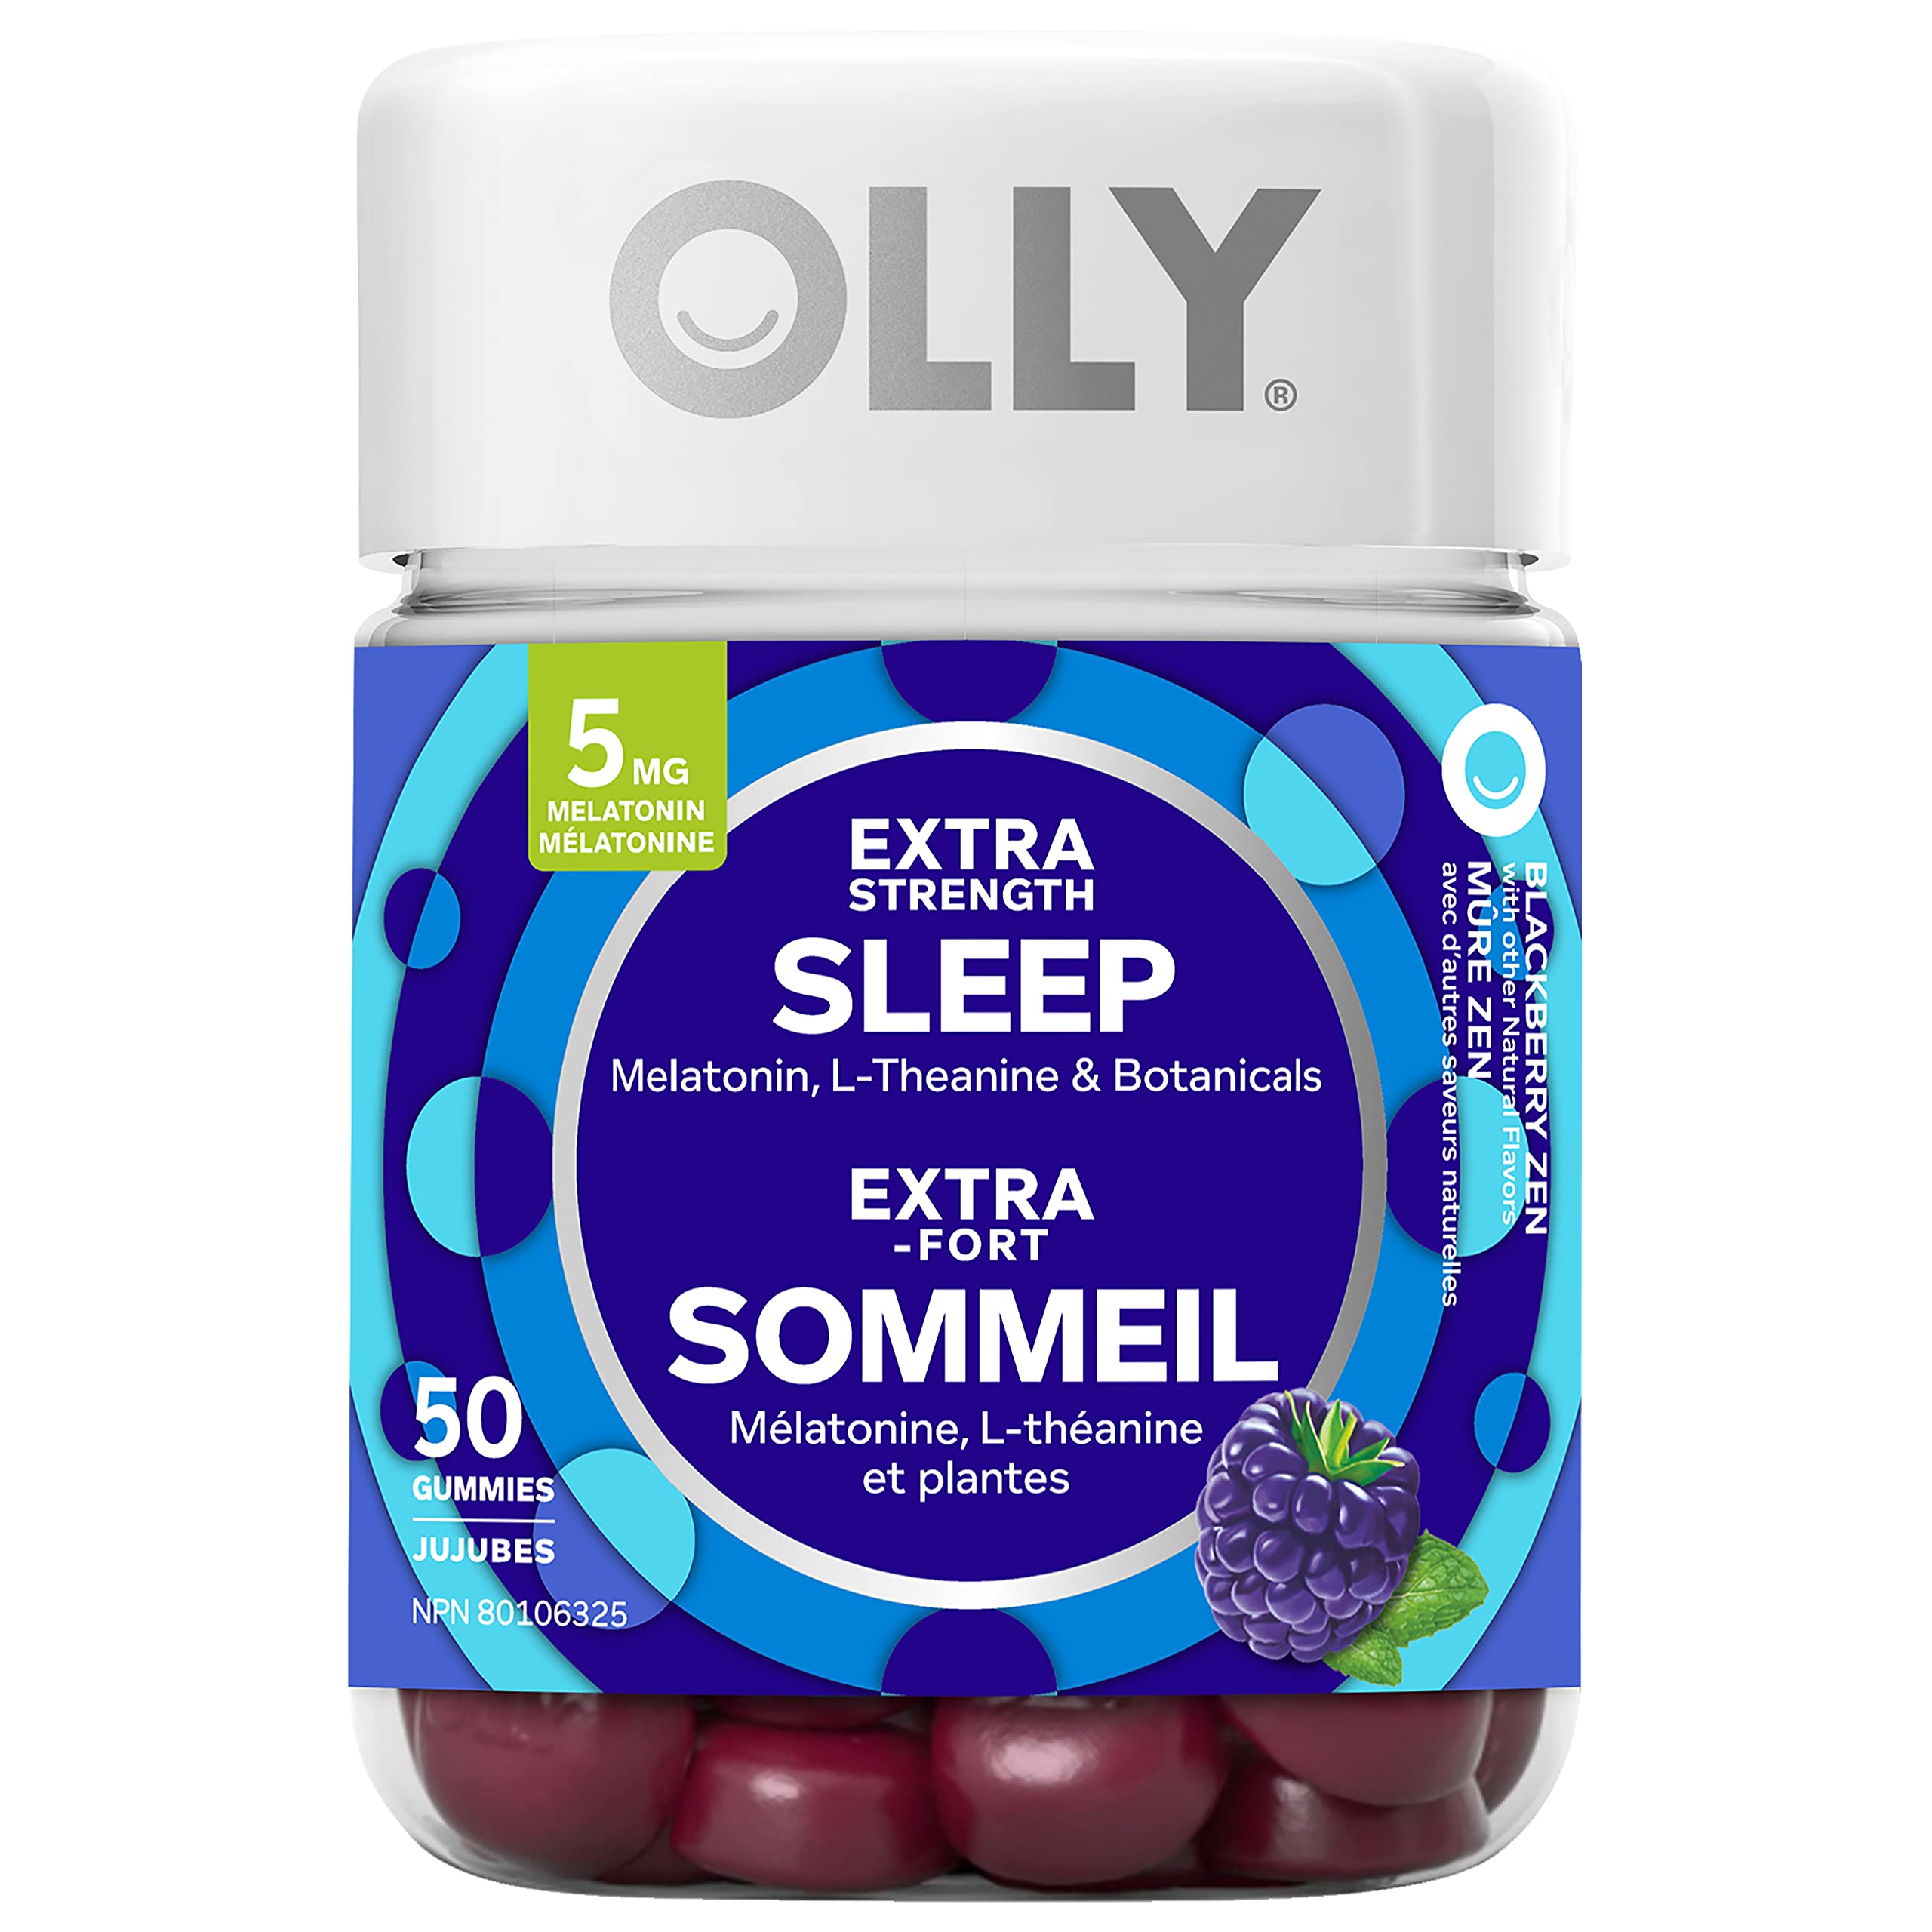 OLLY®
5 MG
MELATONIN
MÉLATONINE
EXTRA
STRENGTH
SLEEP
Melatonin, L-Theanine & Botanicals
EXTRA
-FORT
SOMMEIL
Mélatonine, L-théanine
et plantes
BLACKBERRY ZEN
with other Natural Flavors
MÛRE ZEN
avec d'autres saveurs naturelles
50
GUMMIES
JUJUBES
NPN 80106325